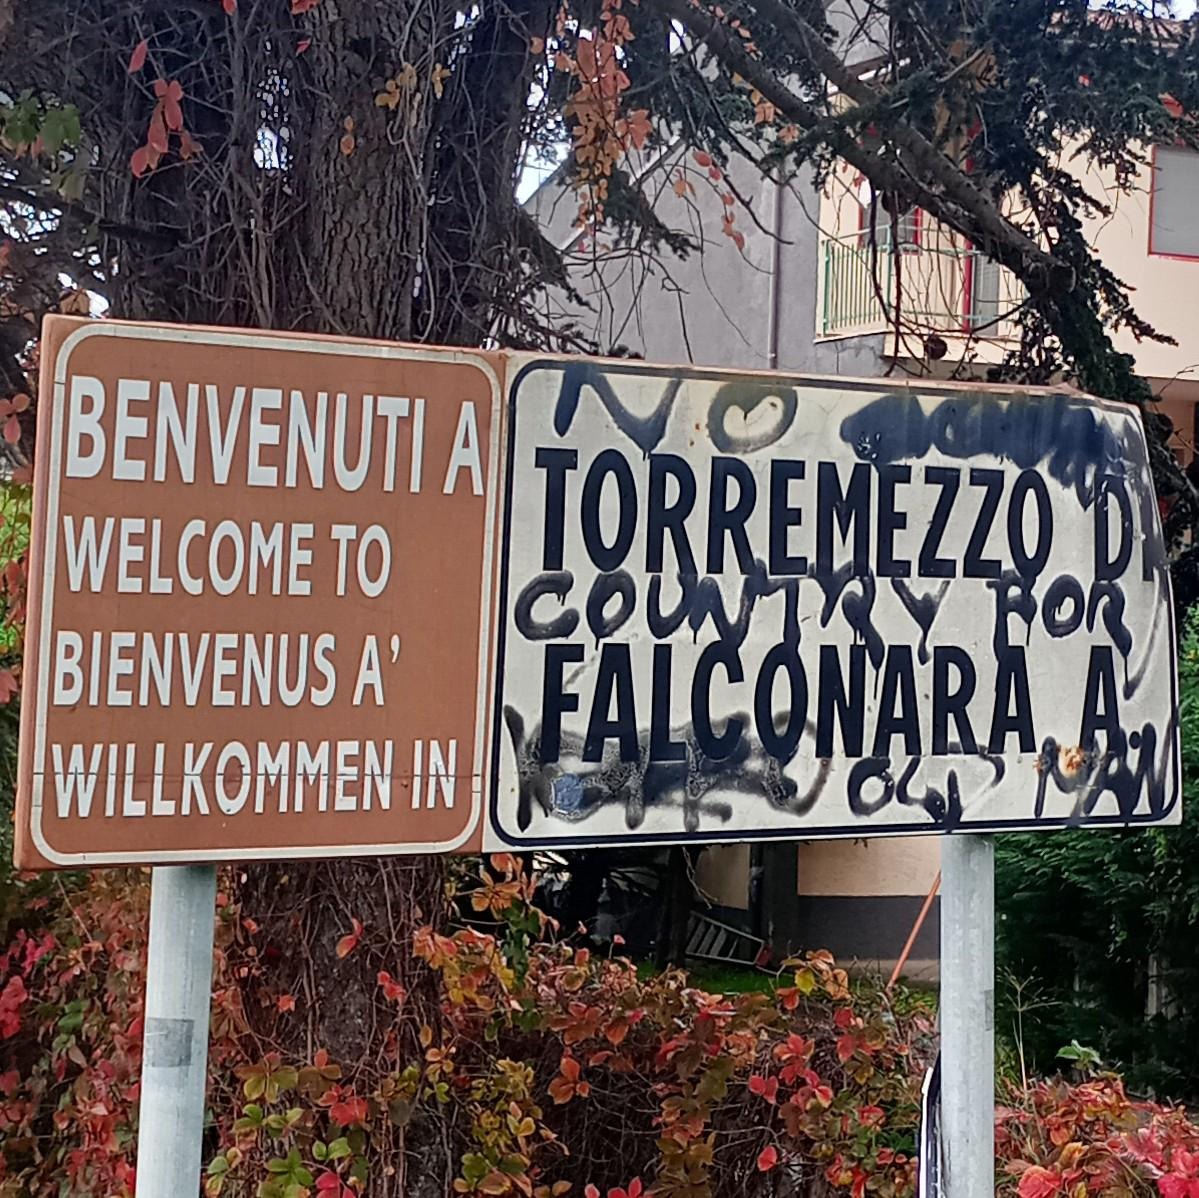 BENVENUTI A
WELCOME TO
BIENVENUS A'
WILLKOMMEN IN
NO
TORREMEZZO DI
COUNTRY FOR
FALCONARA A.
OLD MAN